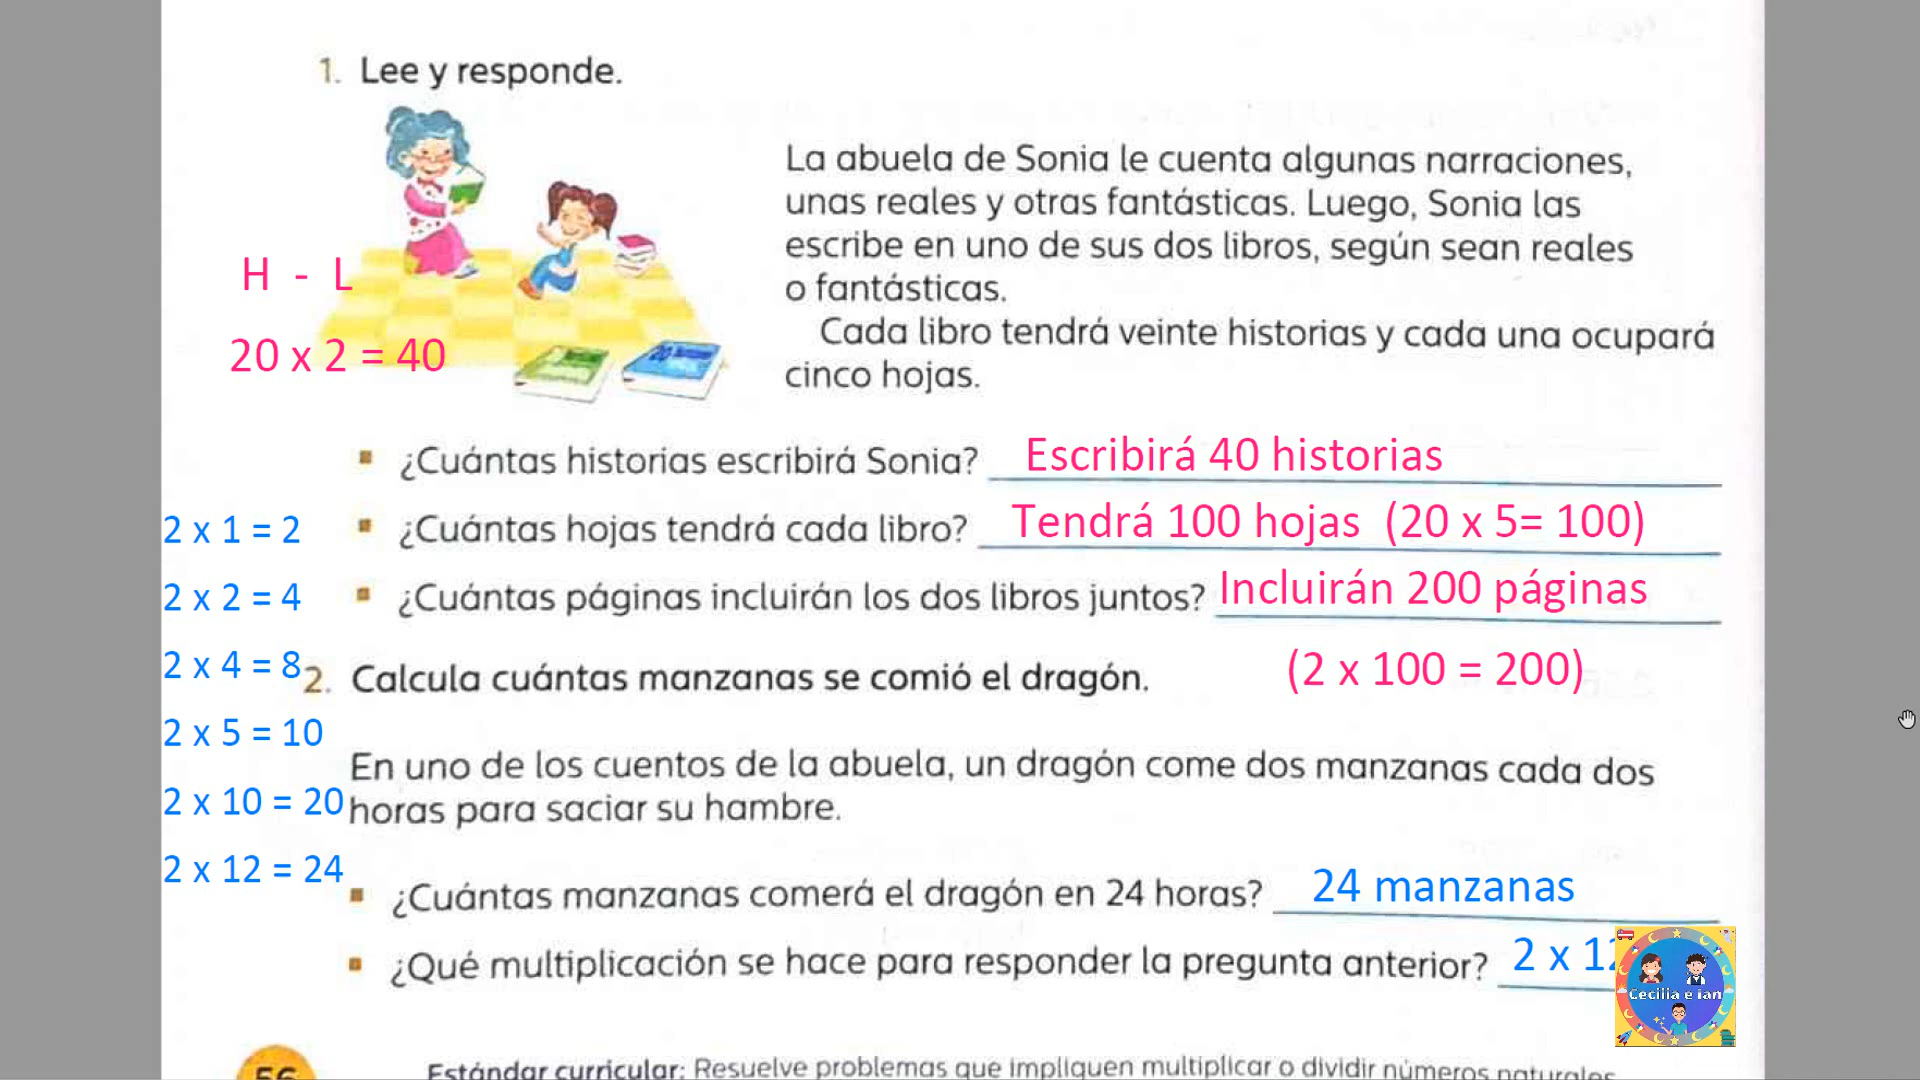 1. Lee y responde.
La abuela de Sonia le cuenta algunas narraciones,
unas reales y otras fantásticas. Luego, Sonia las
escribe en uno de sus dos libros, según sean reales
o fantásticas.
Cada libro tendrá veinte historias y cada una ocupará
cinco hojas.
H - L
20 x 2 = 40
¿Cuántas historias escribirá Sonia? Escribirá 40 historias
¿Cuántas hojas tendrá cada libro? Tendrá 100 hojas (20 x 5= 100)
¿Cuántas páginas incluirán los dos libros juntos? Incluirán 200 páginas
(2 x 100 = 200)
2 x 1 = 2
2 x 2 = 4
2 x 4 = 8
2 x 5 = 10
2 x 10 = 20
2 x 12 = 24
2. Calcula cuántas manzanas se comió el dragón.
En uno de los cuentos de la abuela, un dragón come dos manzanas cada dos
horas para saciar su hambre.
¿Cuántas manzanas comerá el dragón en 24 horas? 24 manzanas
¿Qué multiplicación se hace para responder la pregunta anterior? 2 x 12
Cecilia e ian
56
Estándar curricular: Resuelve problemas que impliquen multiplicar o dividir números naturales